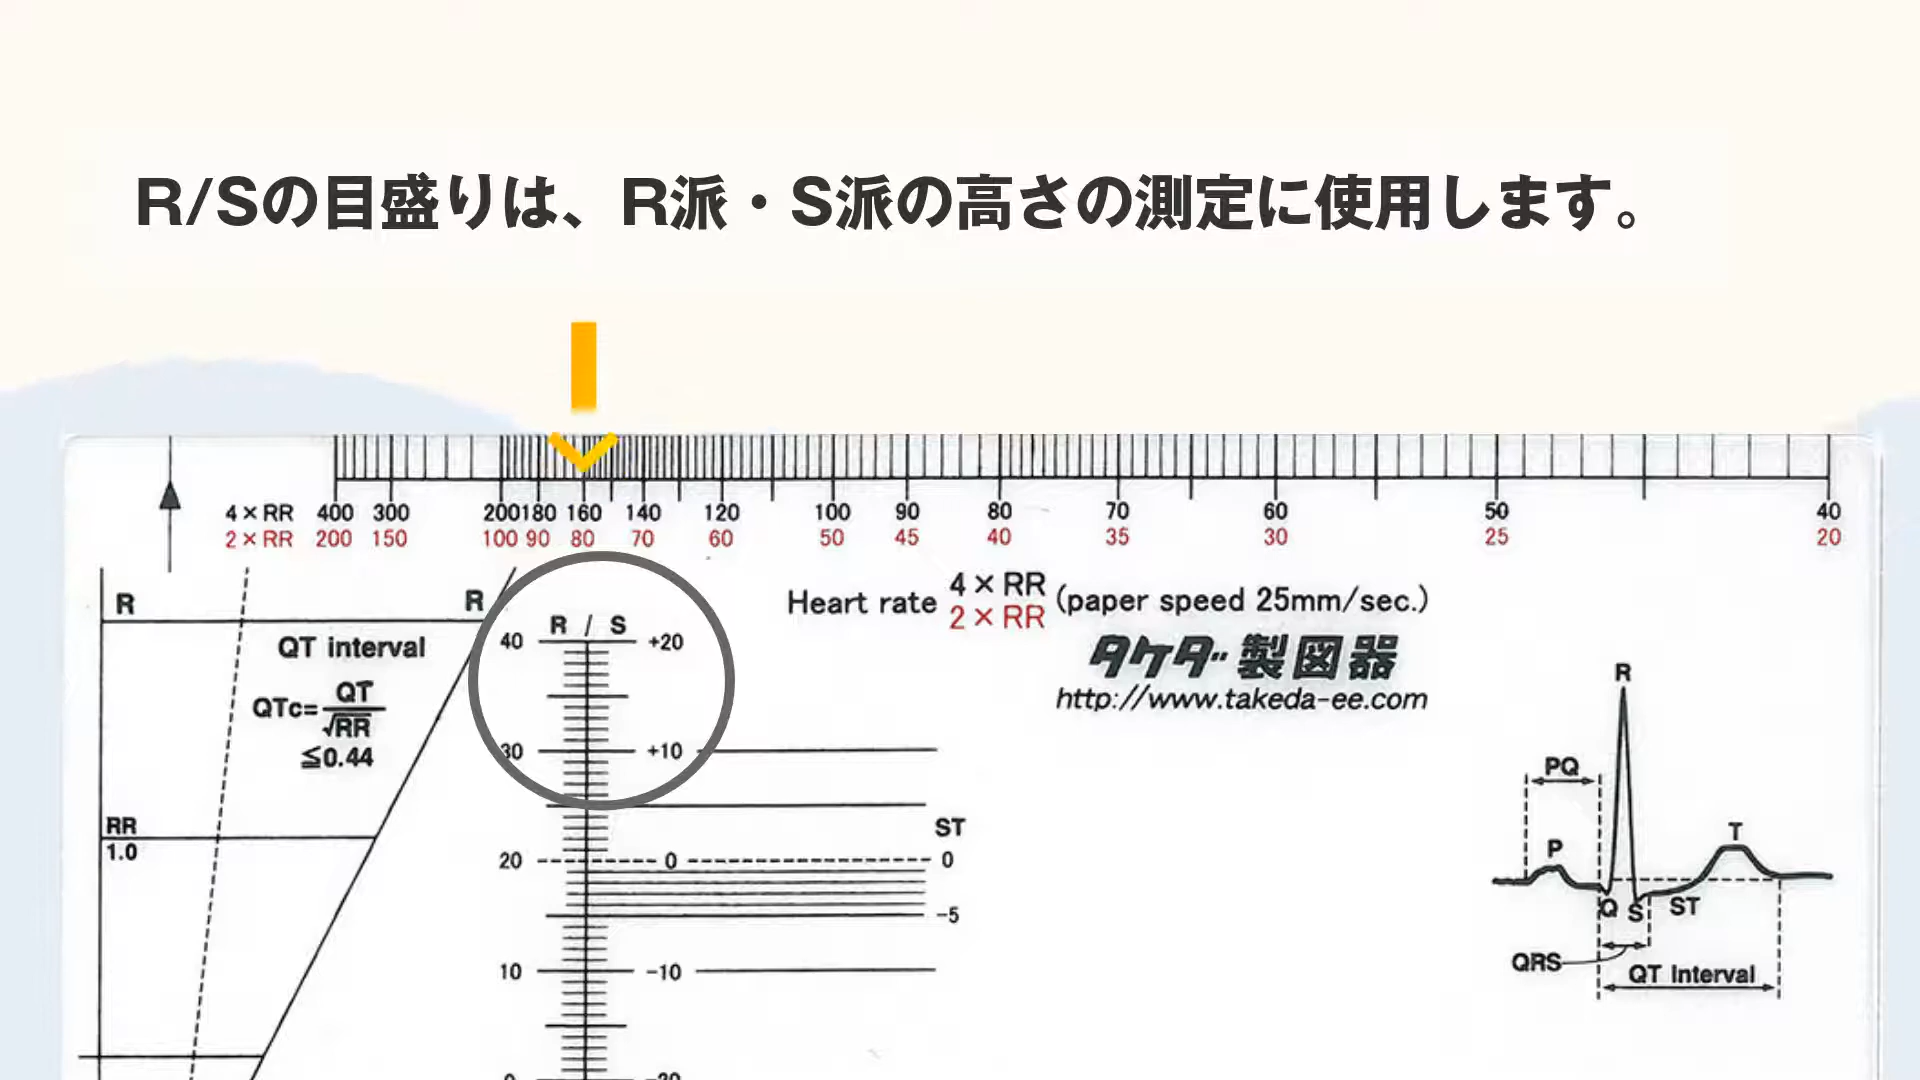 R/Sの目盛りは、R派・S派の高さの測定に使用します。
4×RR 400 300 200 180 160 140 120 100 90 80 70 60 50 40
2×RR 200 150 100 90 80 70 60 50 45 40 35 30 25 20
Heart rate 4×RR (paper speed 25mm/sec.)
2×RR
タケダ製図器
http://www.takeda-ee.com
R R
QT interval
QTc=QT
√RR
≦0.44
RR
1.0
R / S
40 +20
30 +10
ST
20 0 0
-5
10 -10
0 -20
R
PQ
P
T
Q S ST
QRS
QT Interval